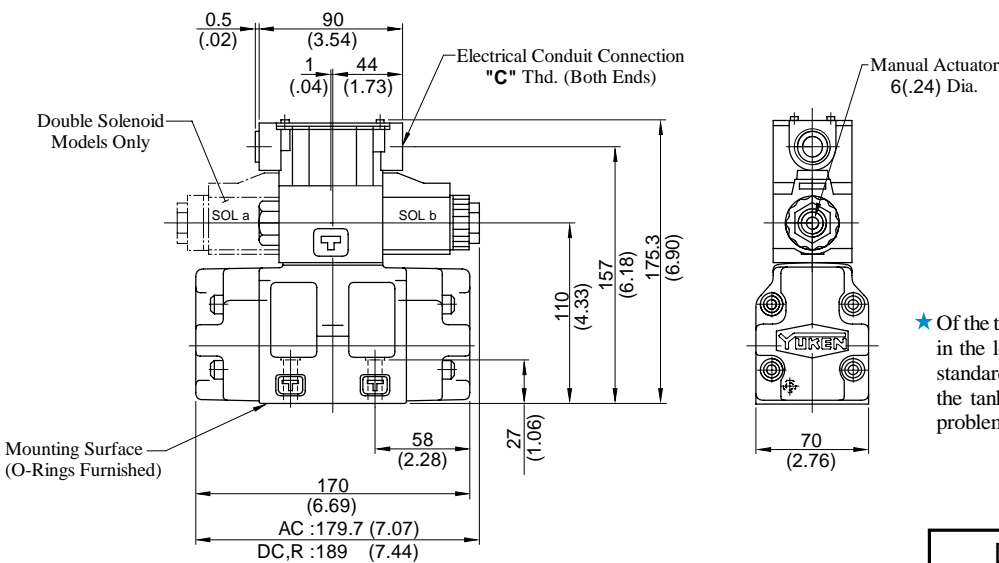 0.5
(.02)
90
(3.54)
1
(.04)
44
(1.73)
Electrical Conduit Connection
"C" Thd. (Both Ends)
Manual Actuator
6(.24) Dia.
Double Solenoid
Models Only
SOL a
SOL b
T
110
(4.33)
157
(6.18)
175.3
(6.90)
YUKEN
★ Of the t
in the l
standar
the tan
problem
T
T
Mounting Surface
(O-Rings Furnished)
58
(2.28)
27
(1.06)
70
(2.76)
170
(6.69)
AC :179.7 (7.07)
DC,R :189 (7.44)